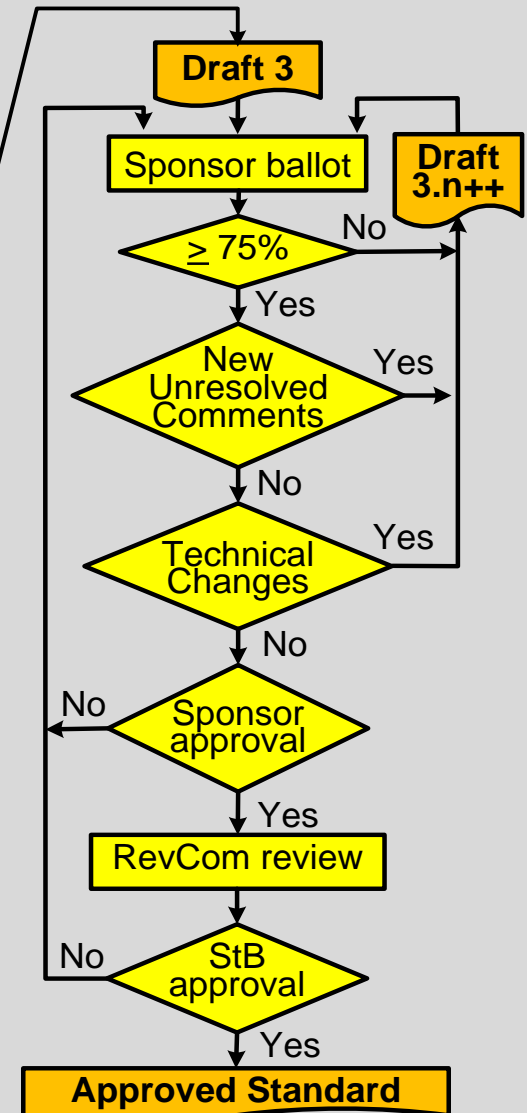 Draft 3
Sponsor ballot
Draft
3.n++
≥ 75%
No
Yes
New
Unresolved
Comments
Yes
No
Technical
Changes
Yes
No
Sponsor
approval
No
Yes
RevCom review
StB
approval
No
Yes
Approved Standard